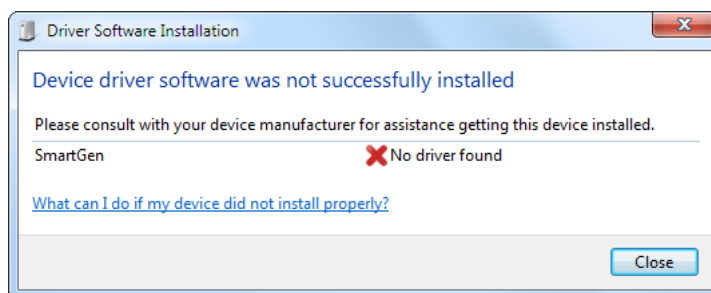 Driver Software Installation
Device driver software was not successfully installed
Please consult with your device manufacturer for assistance getting this device installed.
SmartGen No driver found
What can I do if my device did not install properly?
Close